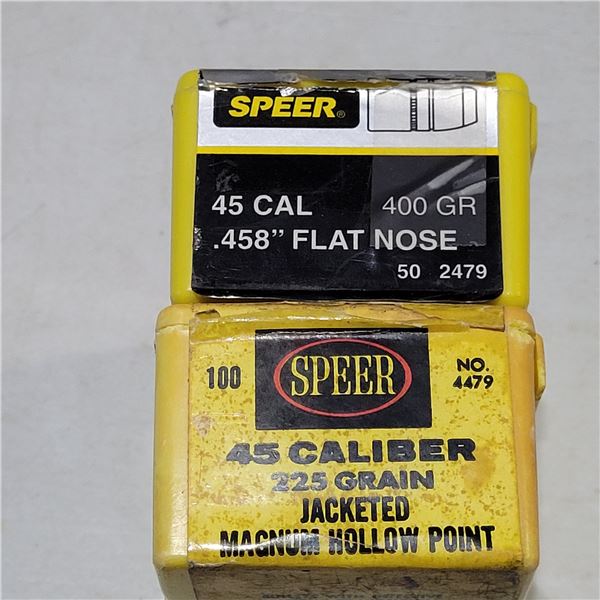 SPEER®
45 CAL 400 GR
.458” FLAT NOSE
50 2479
100 SPEER NO. 4479
45 CALIBER
225 GRAIN
JACKETED
MAGNUM HOLLOW POINT